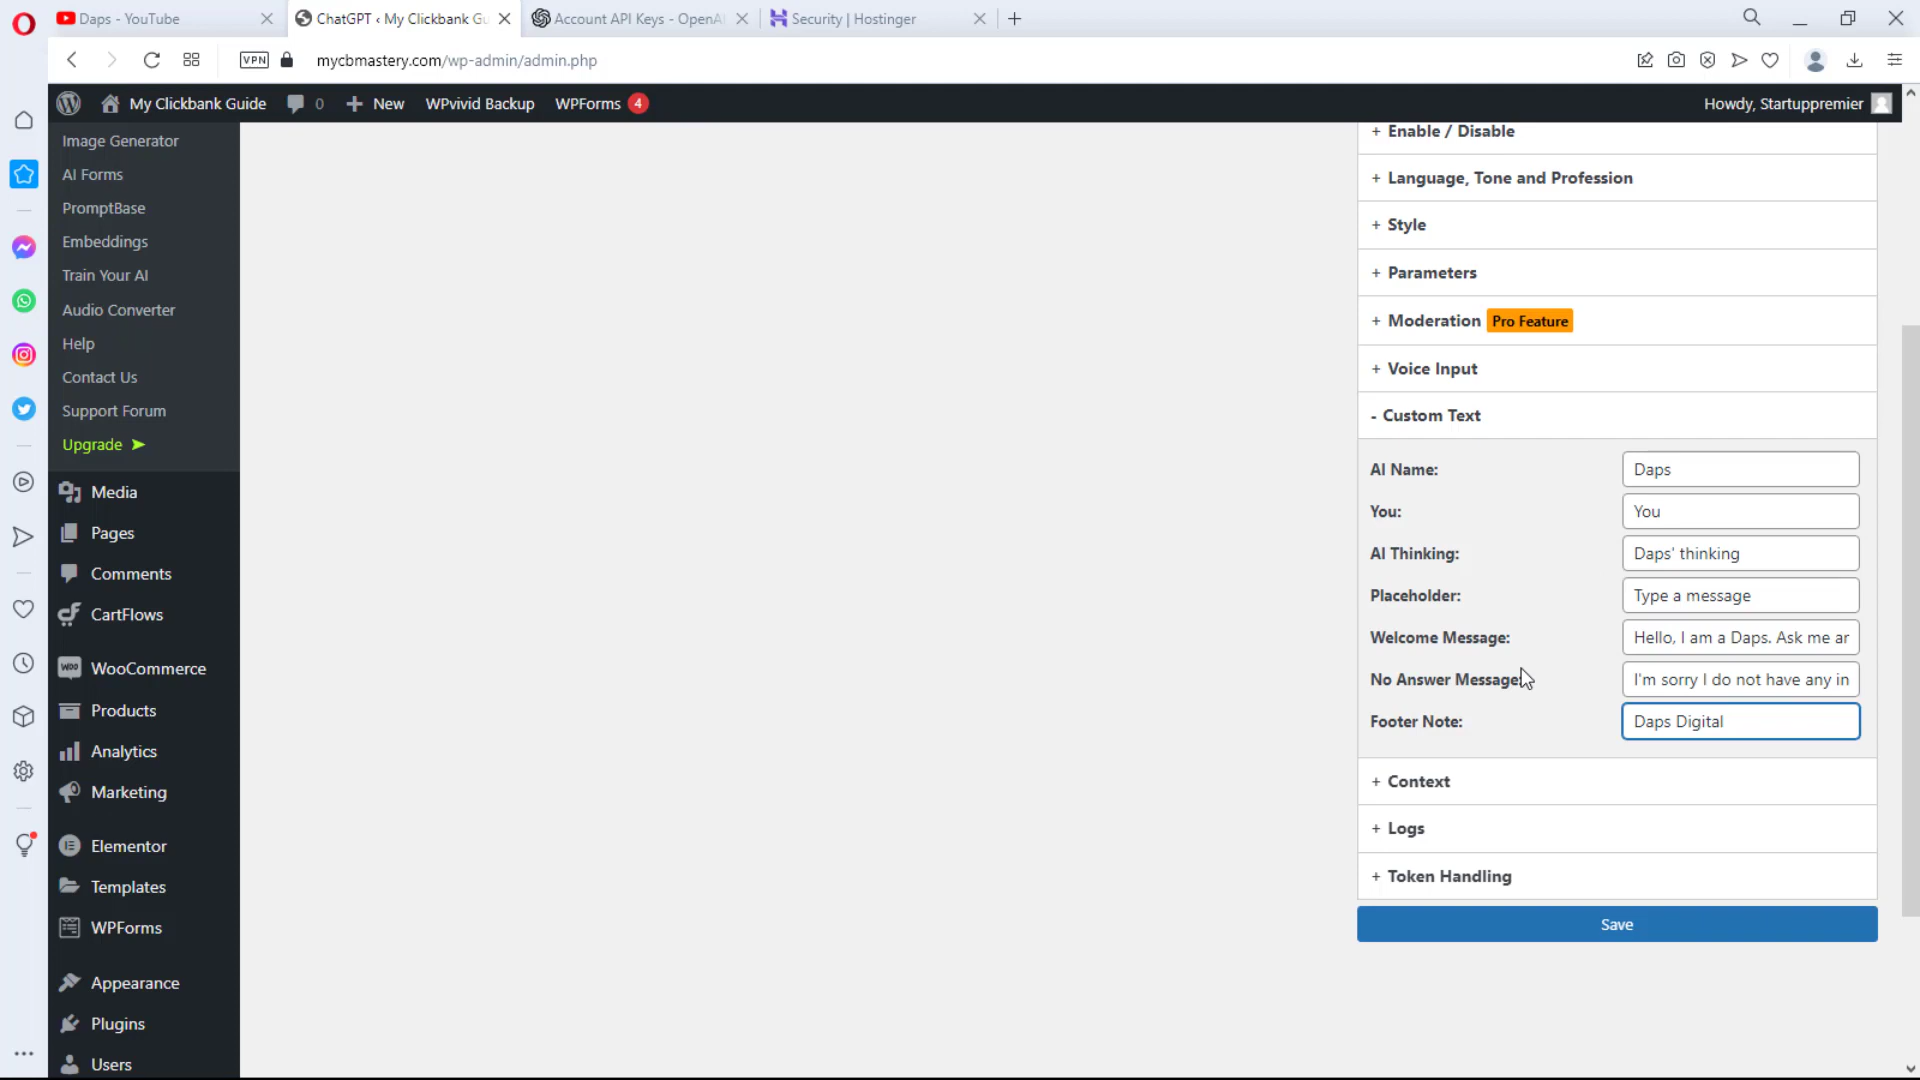 Daps - YouTube
ChatGPT ‹ My Clickbank Gu
Account API Keys - OpenA
Security | Hostinger
VPN
mycbmastery.com/wp-admin/admin.php
My Clickbank Guide
0
New
WPvivid Backup
WPForms
4
Howdy, Startuppremier
Image Generator
AI Forms
PromptBase
Embeddings
Train Your AI
Audio Converter
Help
Contact Us
Support Forum
Upgrade ➤
Media
Pages
Comments
CartFlows
WooCommerce
Products
Analytics
Marketing
Elementor
Templates
WPForms
Appearance
Plugins
Users
+ Enable / Disable
+ Language, Tone and Profession
+ Style
+ Parameters
+ Moderation Pro Feature
+ Voice Input
- Custom Text
AI Name: Daps
You: You
AI Thinking: Daps' thinking
Placeholder: Type a message
Welcome Message: Hello, I am a Daps. Ask me ar
No Answer Message: I'm sorry I do not have any in
Footer Note: Daps Digital
+ Context
+ Logs
+ Token Handling
Save